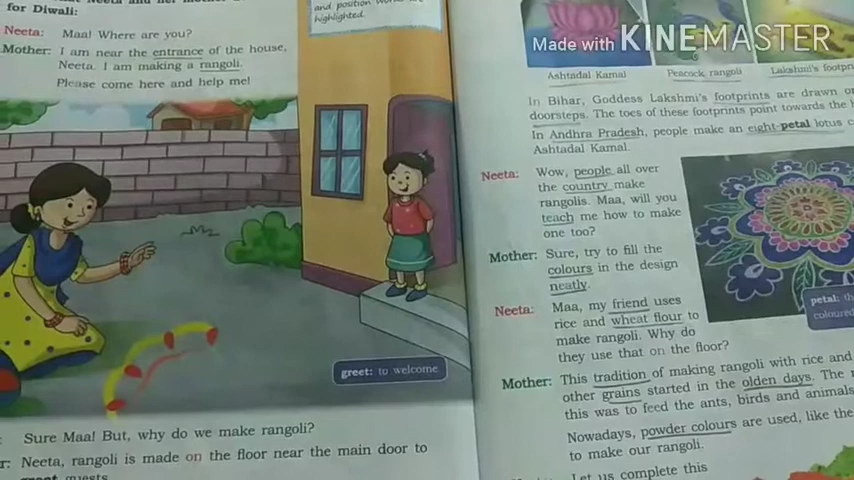 for Diwali:
and position
highlighted.
Neeta: Maa! Where are you?
Mother: I am near the entrance of the house,
Neeta. I am making a rangoli.
Please come here and help me!
greet: to welcome
Sure Maa! But, why do we make rangoli?
Neeta, rangoli is made on the floor near the main door to
greet guests
Made with KINEMASTER
Ashtadal Kamal
Peacock rangoli
Lakshmi's footpr
In Bihar, Goddess Lakshmi's footprints are drawn
doorsteps. The toes of these footprints point towards the
In Andhra Pradesh, people make an eight-petal lotus
Ashtadal Kamal.
Neeta: Wow, people all over
the country make
rangolis. Maa, will you
teach me how to make
one too?
Mother: Sure, try to fill the
colours in the design
neatly.
Neeta: Maa, my friend uses
rice and wheat flour to
make rangoli. Why do
they use that on the floor?
petal: th
coloured
Mother: This tradition of making rangoli with rice and
other grains started in the olden days. The
this was to feed the ants, birds and animals
Nowadays, powder colours are used, like the
to make our rangoli.
Let us complete this